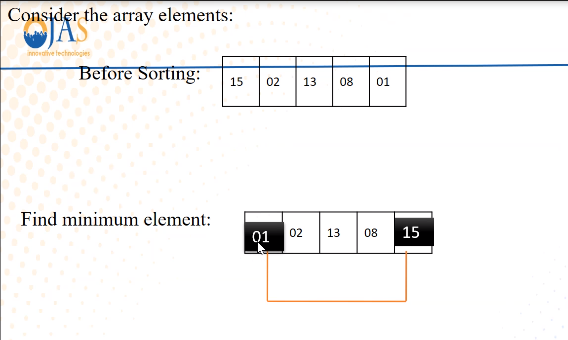 Consider the array elements:
OJAS
innovative technologies
Before Sorting:
15 02 13 08 01
Find minimum element:
01 02 13 08 15